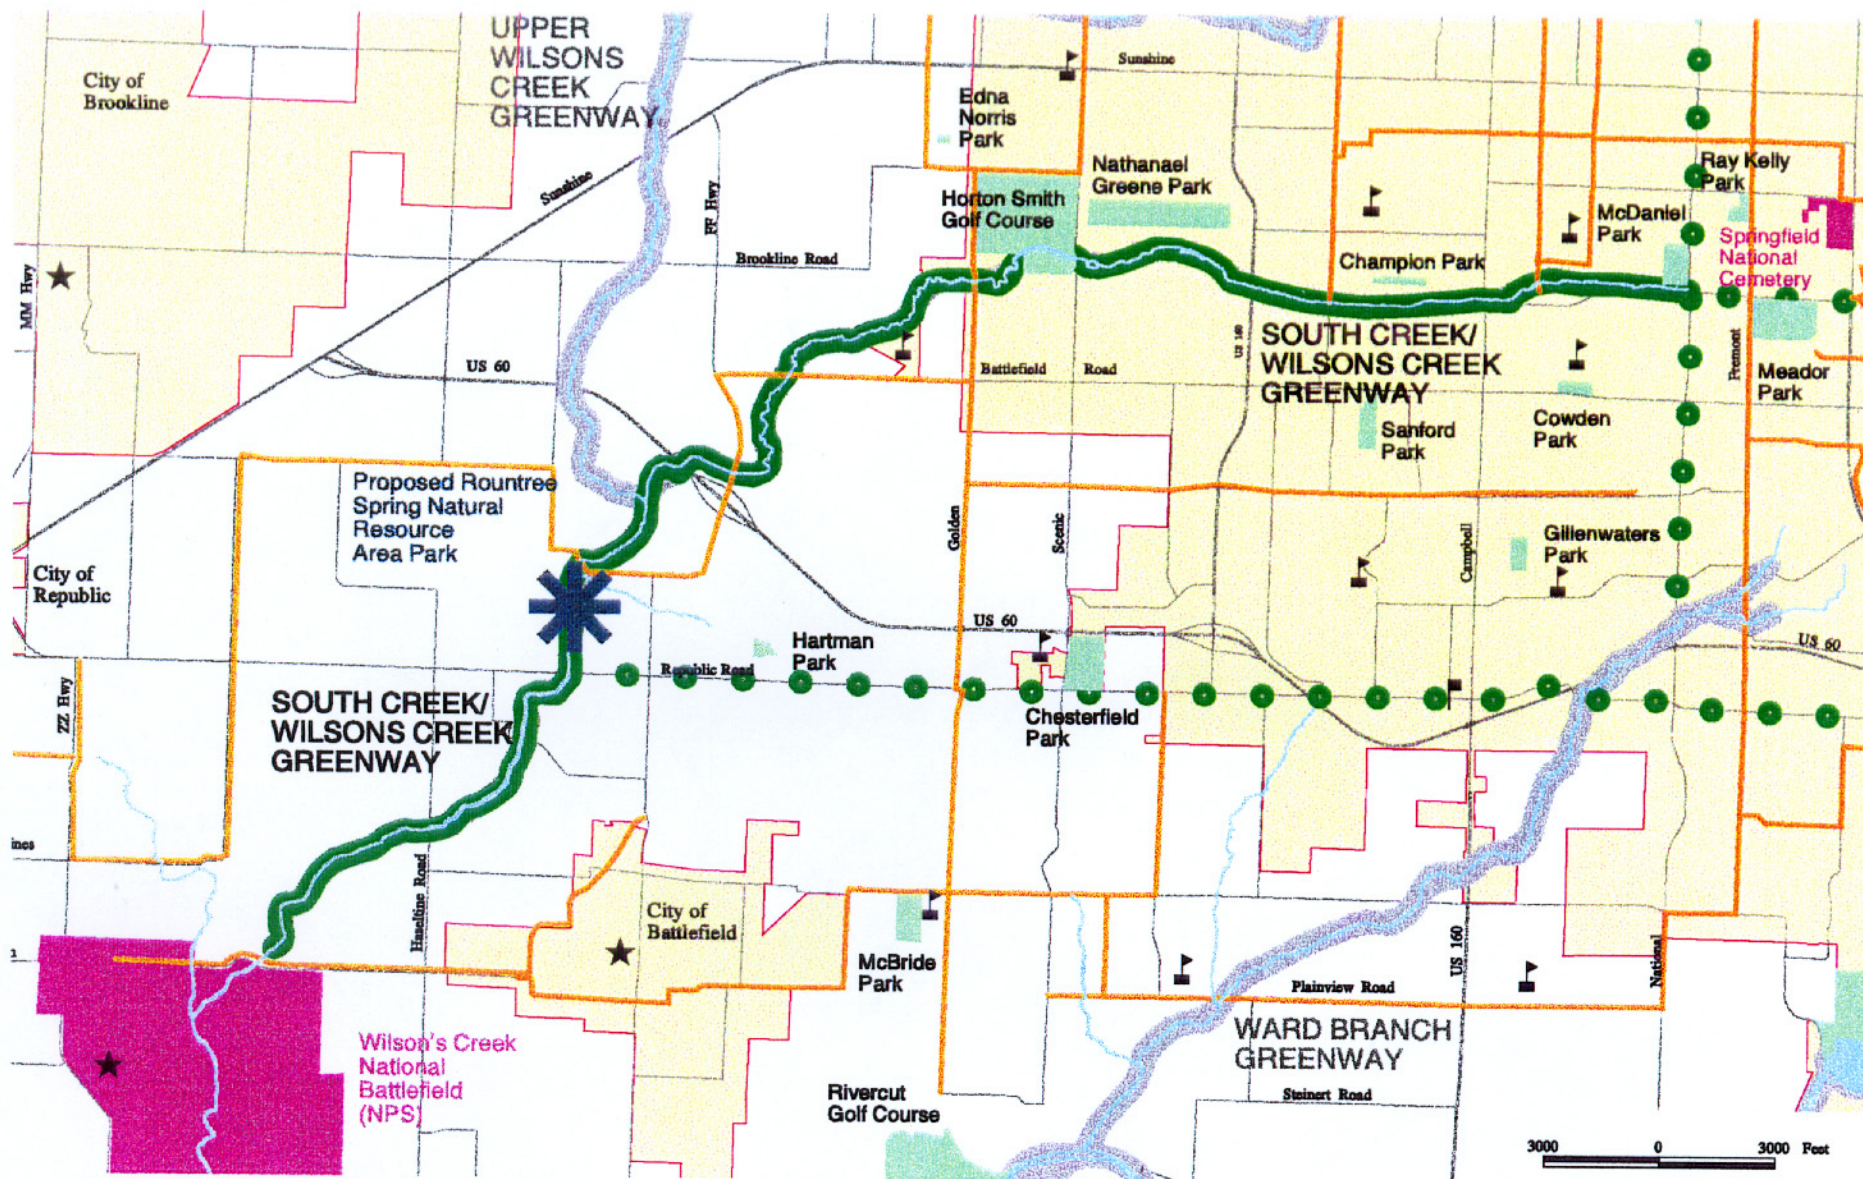 UPPER
WILSONS
CREEK
GREENWAY
City of
Brookline
Sunshine
Edna
Norris
Park
Sunshine
FF Hwy
Nathanael
Greene Park
Ray Kelly
Park
Horton Smith
Golf Course
McDaniel
Park
Springfield
National
Cemetery
Brookline Road
Champion Park
MM Hwy
US 60
US 160
SOUTH CREEK/
WILSONS CREEK
GREENWAY
Fremont
Battlefield Road
Meador
Park
Sanford
Park
Cowden
Park
Proposed Rountree
Spring Natural
Resource
Area Park
Golden
Scenic
Campbell
Gillenwaters
Park
City of
Republic
US 60
US 60
Hartman
Park
Republic Road
ZZ Hwy
SOUTH CREEK/
WILSONS CREEK
GREENWAY
Chesterfield
Park
ines
Haseltine Road
City of
Battlefield
McBride
Park
US 160
National
1
Plainview Road
Wilson's Creek
National
Battlefield
(NPS)
WARD BRANCH
GREENWAY
Rivercut
Golf Course
Steinert Road
3000 0 3000 Feet